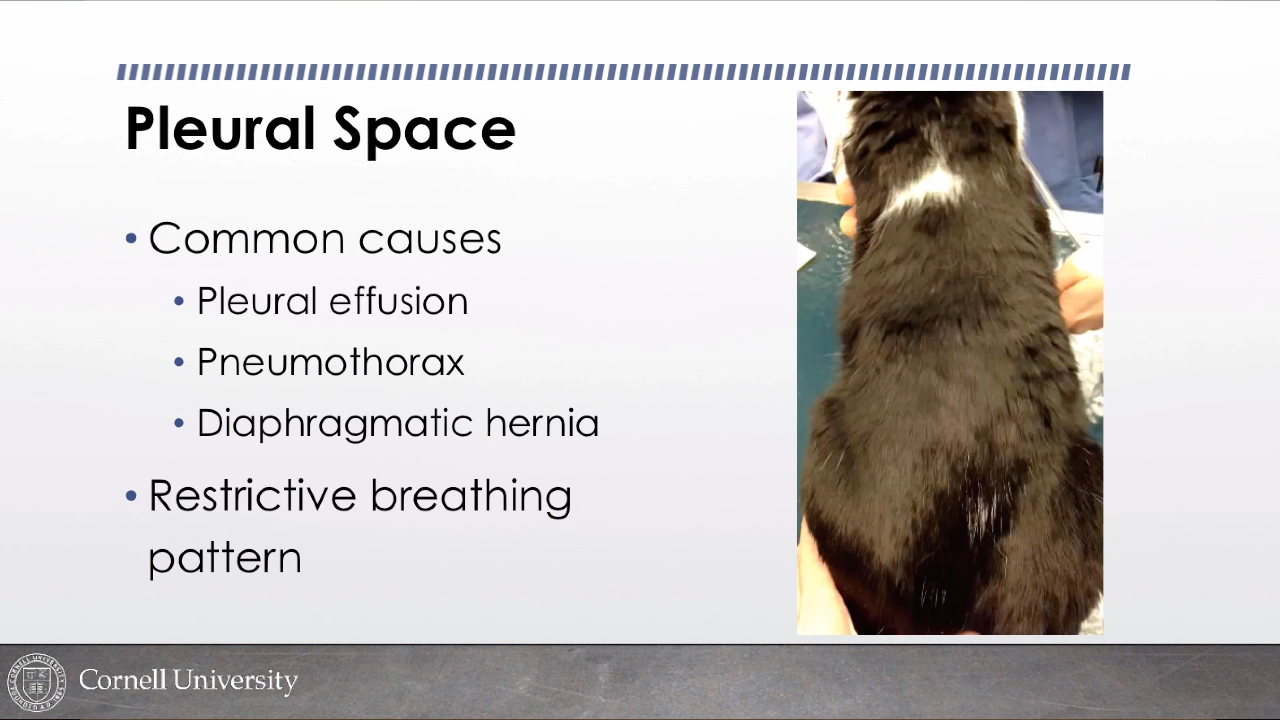 Pleural Space
• Common causes
• Pleural effusion
• Pneumothorax
• Diaphragmatic hernia
• Restrictive breathing
pattern
Cornell University